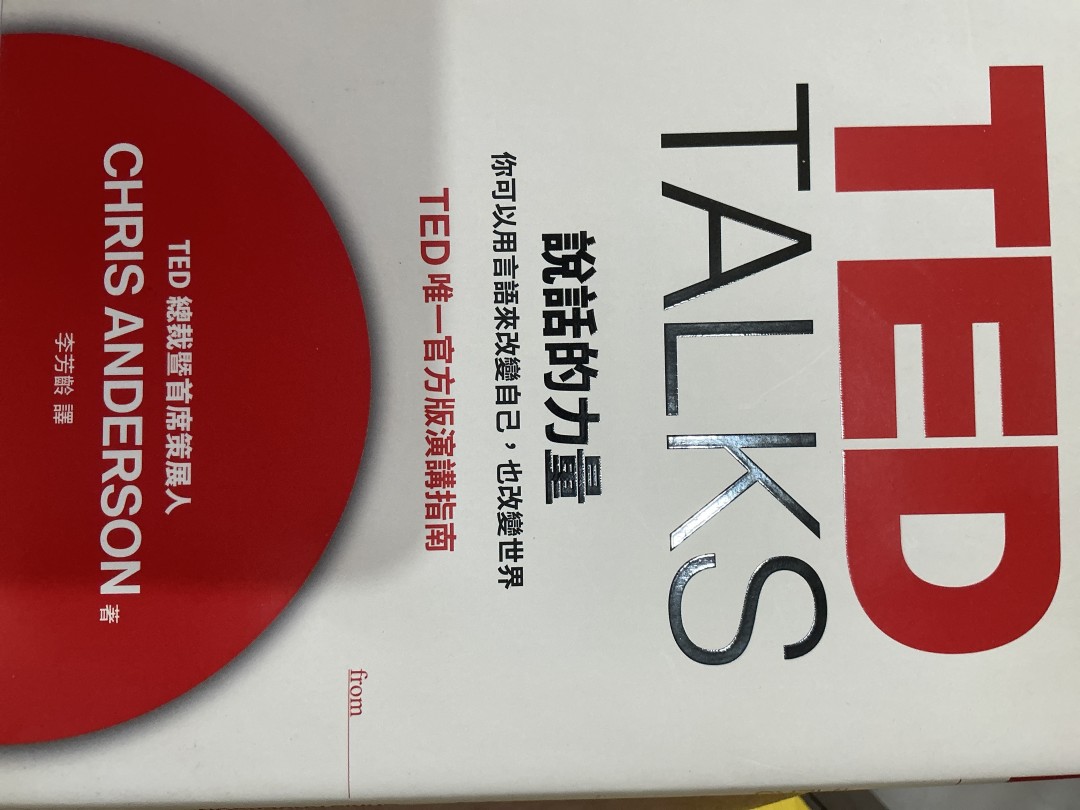 TED
TALKS
說話的力量
你可以用言語來改變自己，也改變世界
TED 唯一官方版演講指南
from
TED 總裁暨首席策展人
CHRIS ANDERSON 著
李芳齡 譯